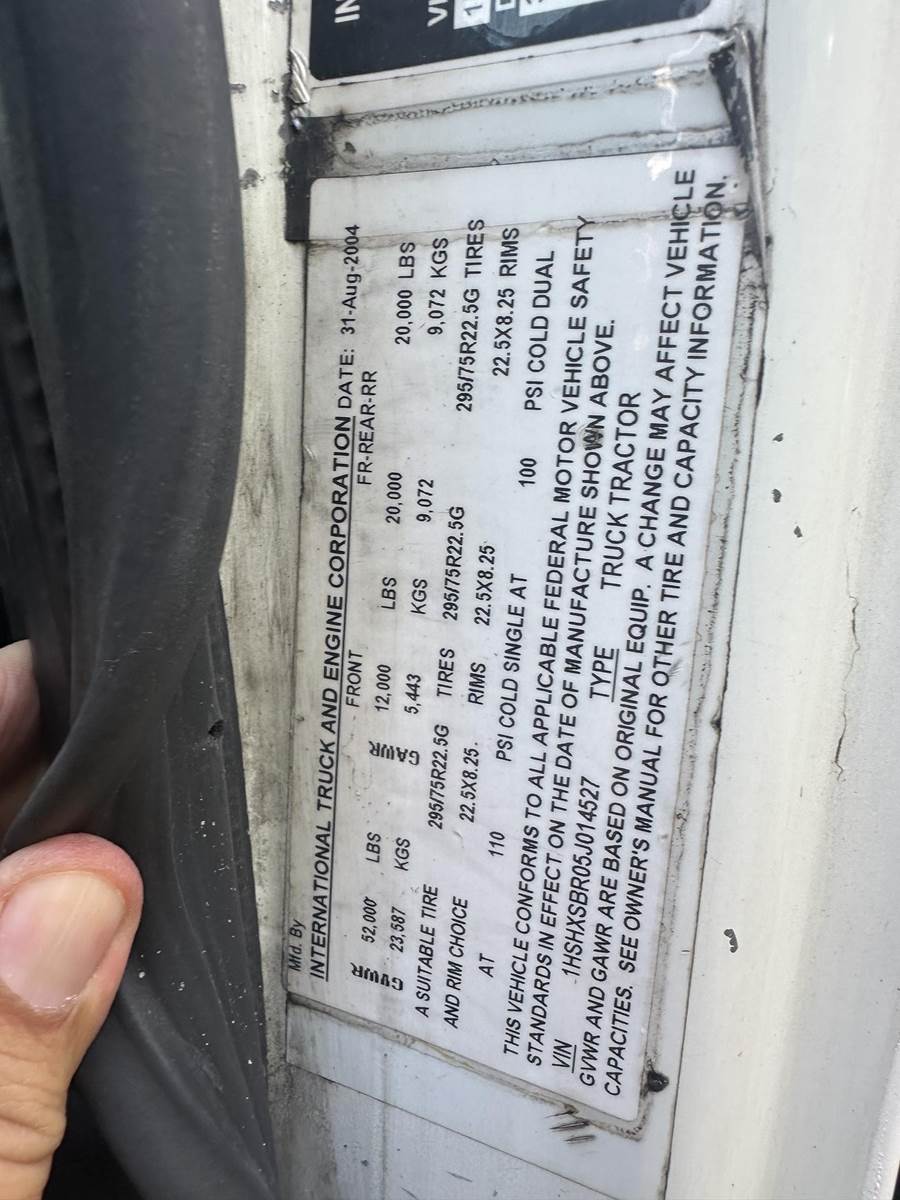 Mfd. By
INTERNATIONAL TRUCK AND ENGINE CORPORATION DATE: 31-Aug-2004
FRONT FR-REAR-RR
GVWR 52,000 LBS GAWR 12,000 LBS 20,000 20,000 LBS
23,587 KGS 5,443 KGS 9,072 9,072 KGS
A SUITABLE TIRE 295/75R22.5G TIRES 295/75R22.5G 295/75R22.5G TIRES
AND RIM CHOICE 22.5X8.25. RIMS 22.5X8.25 22.5X8.25 RIMS
AT 110 PSI COLD SINGLE AT 100 PSI COLD DUAL
THIS VEHICLE CONFORMS TO ALL APPLICABLE FEDERAL MOTOR VEHICLE SAFETY
STANDARDS IN EFFECT ON THE DATE OF MANUFACTURE SHOWN ABOVE.
VIN 1HSHXSBR05J014527 TYPE TRUCK TRACTOR
GVWR AND GAWR ARE BASED ON ORIGINAL EQUIP. A CHANGE MAY AFFECT VEHICLE
CAPACITIES. SEE OWNER'S MANUAL FOR OTHER TIRE AND CAPACITY INFORMATION.